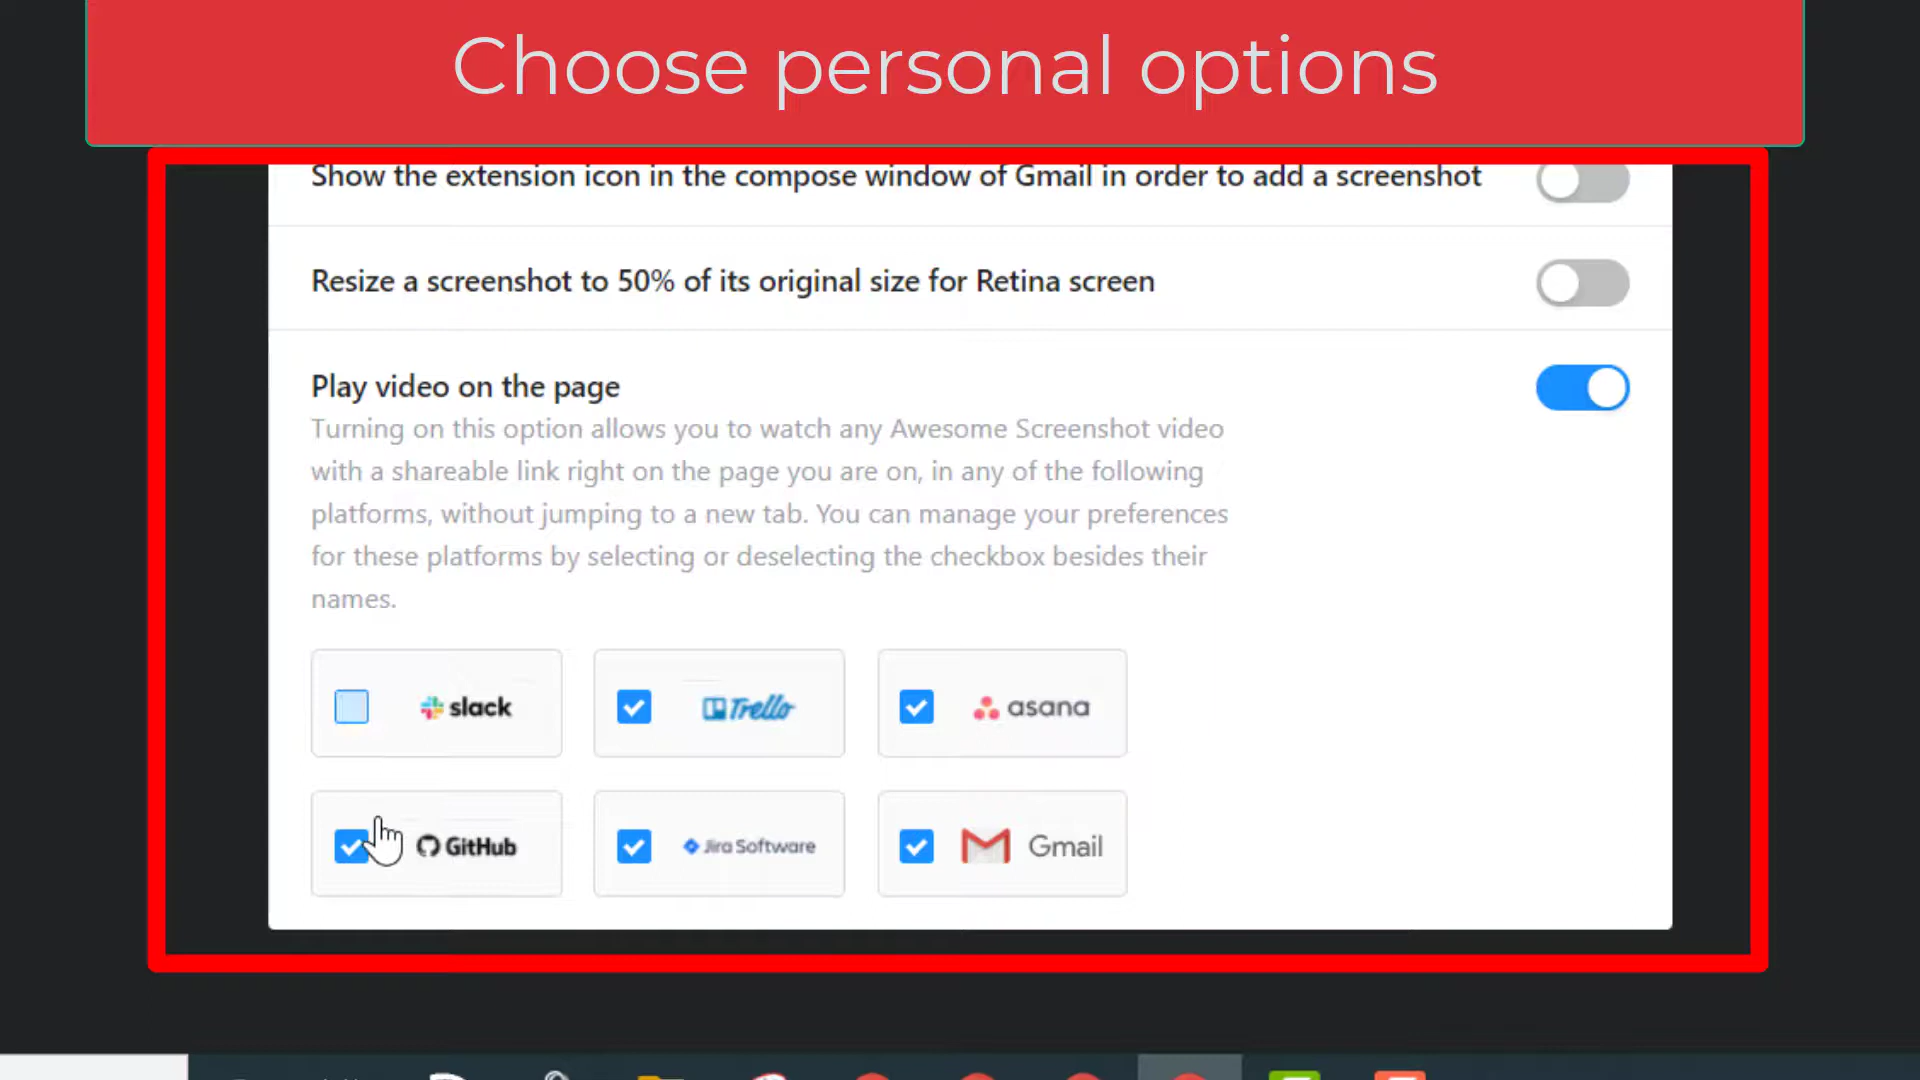 Choose personal options
Show the extension icon in the compose window of Gmail in order to add a screenshot
Resize a screenshot to 50% of its original size for Retina screen
Play video on the page
Turning on this option allows you to watch any Awesome Screenshot video
with a shareable link right on the page you are on, in any of the following
platforms, without jumping to a new tab. You can manage your preferences
for these platforms by selecting or deselecting the checkbox besides their
names.
slack Trello asana
GitHub Jira Software Gmail